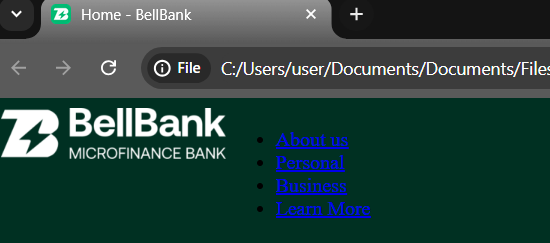 Home - BellBank
File
C:/Users/user/Documents/Documents/Files
BellBank
MICROFINANCE BANK
About us
Personal
Business
Learn More